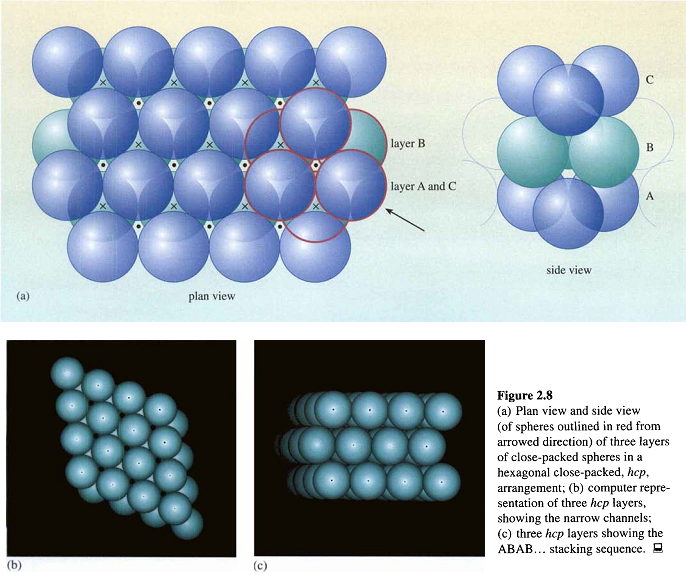 layer B
layer A and C
C
B
A
side view
(a)
plan view
(b)
(c)
Figure 2.8
(a) Plan view and side view
(of spheres outlined in red from
arrowed direction) of three layers
of close-packed spheres in a
hexagonal close-packed, hcp,
arrangement; (b) computer repre-
sentation of three hcp layers,
showing the narrow channels;
(c) three hcp layers showing the
ABAB... stacking sequence.